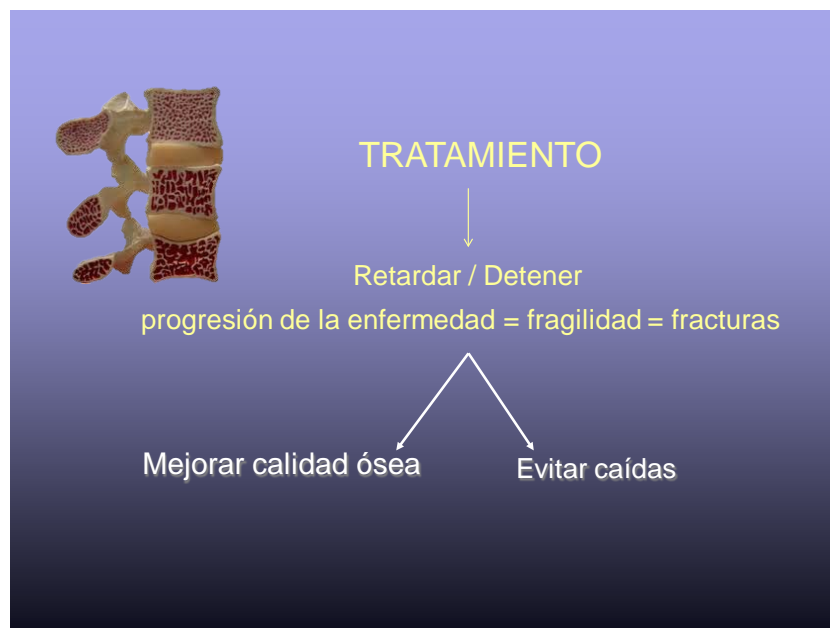 TRATAMIENTO
Retardar / Detener
progresión de la enfermedad = fragilidad = fracturas
Mejorar calidad ósea
Evitar caídas